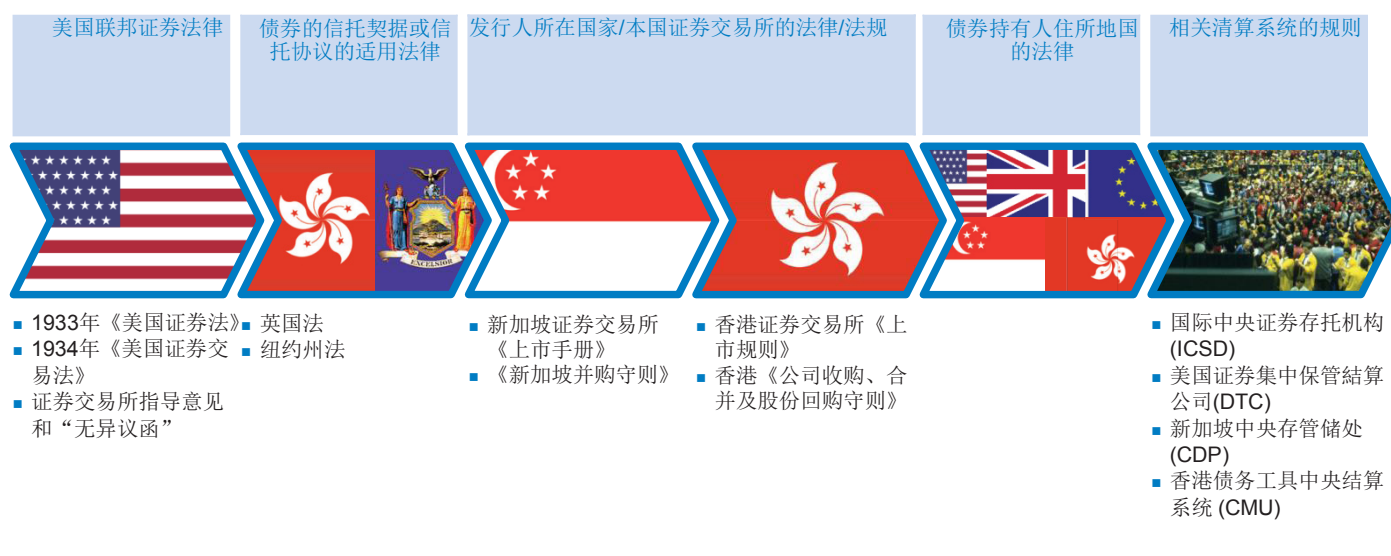 美国联邦证券法律
债券的信托契据或信
托协议的适用法律
发行人所在国家/本国证券交易所的法律/法规
债券持有人住所地国
的法律
相关清算系统的规则
EXCELSIOR
1933年《美国证券法》
1934年《美国证券交
易法》
证券交易所指导意见
和“无异议函”
英国法
纽约州法
新加坡证券交易所
《上市手册》
《新加坡并购守则》
香港证券交易所《上
市规则》
香港《公司收购、合
并及股份回购守则》
国际中央证券存托机构
(ICSD)
美国证券集中保管結算
公司(DTC)
新加坡中央存管储处
(CDP)
香港债务工具中央结算
系统 (CMU)